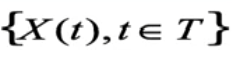 {X(t), t ∈ T}